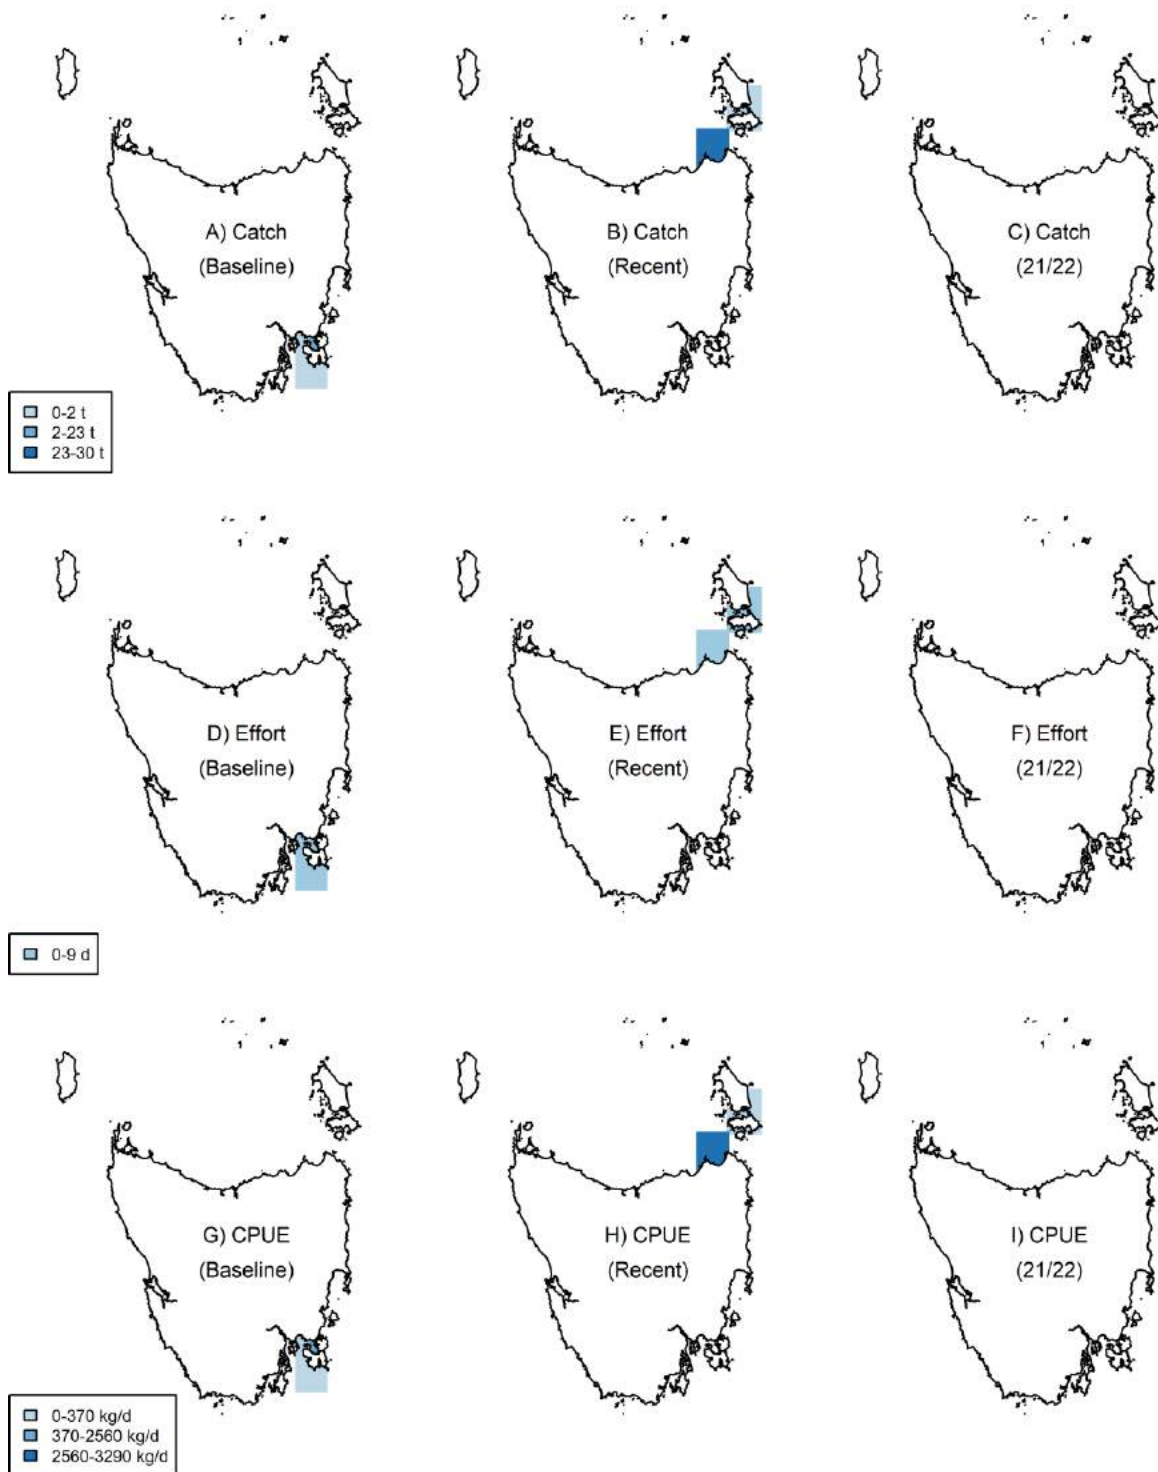 A) Catch
(Baseline)
B) Catch
(Recent)
C) Catch
(21/22)
0-2 t
2-23 t
23-30 t
D) Effort
(Baseline)
E) Effort
(Recent)
F) Effort
(21/22)
0-9 d
G) CPUE
(Baseline)
H) CPUE
(Recent)
I) CPUE
(21/22)
0-370 kg/d
370-2560 kg/d
2560-3290 kg/d